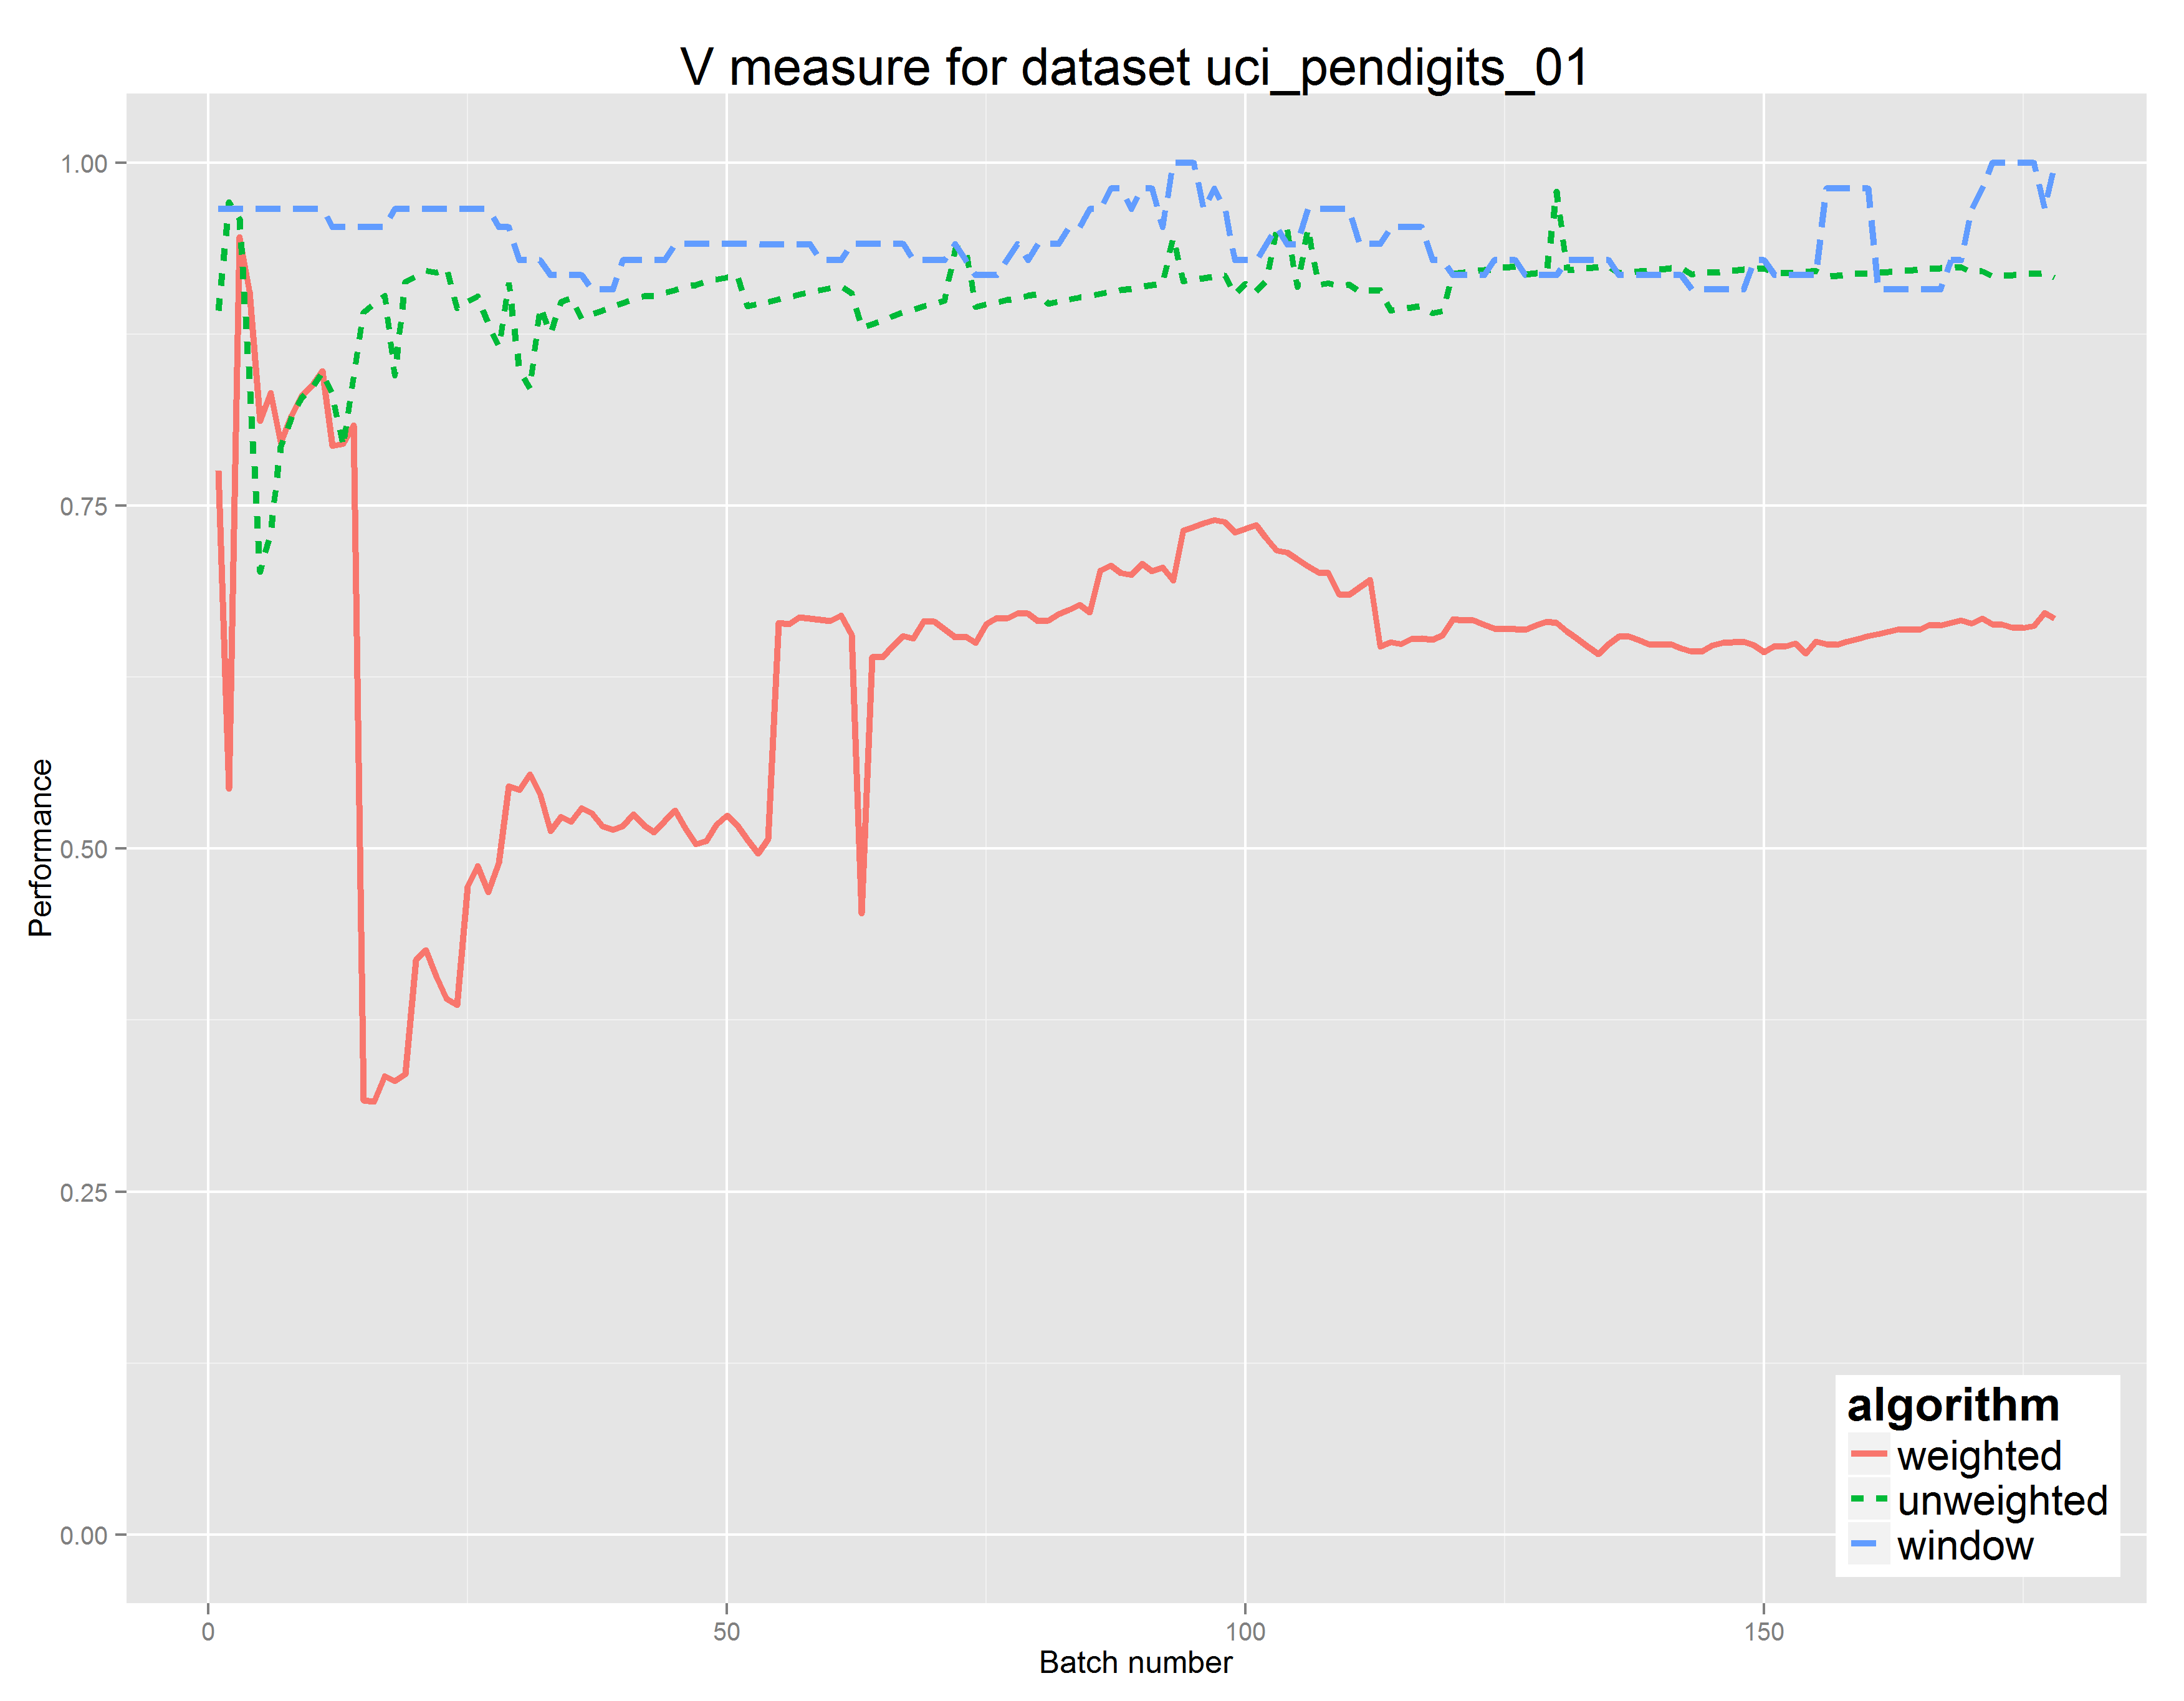 V measure for dataset uci_pendigits_01
1.00
0.75
0.50
0.25
0.00
Performance
0
50
100
150
Batch number
algorithm
weighted
unweighted
window